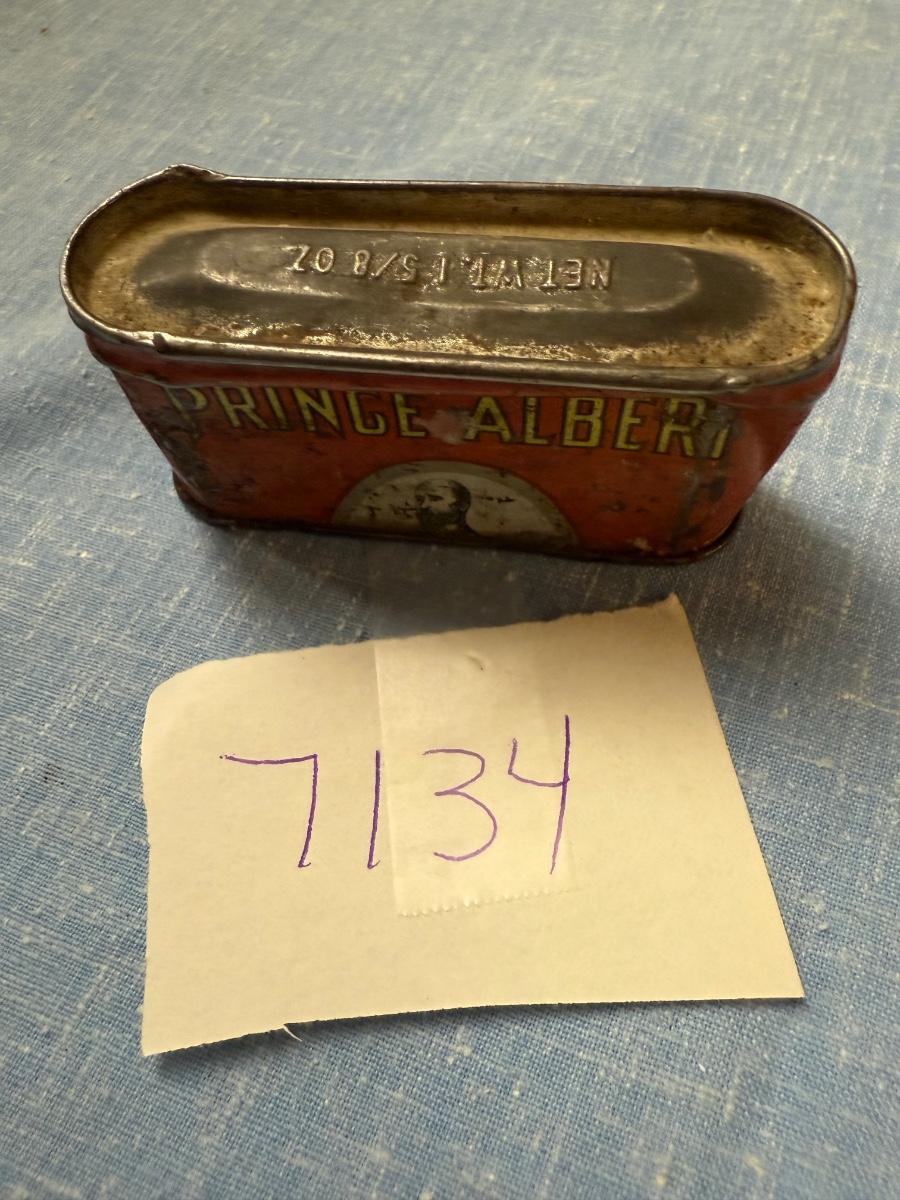 NET WT. 1 5/8 OZ
PRINCE ALBERT
7134